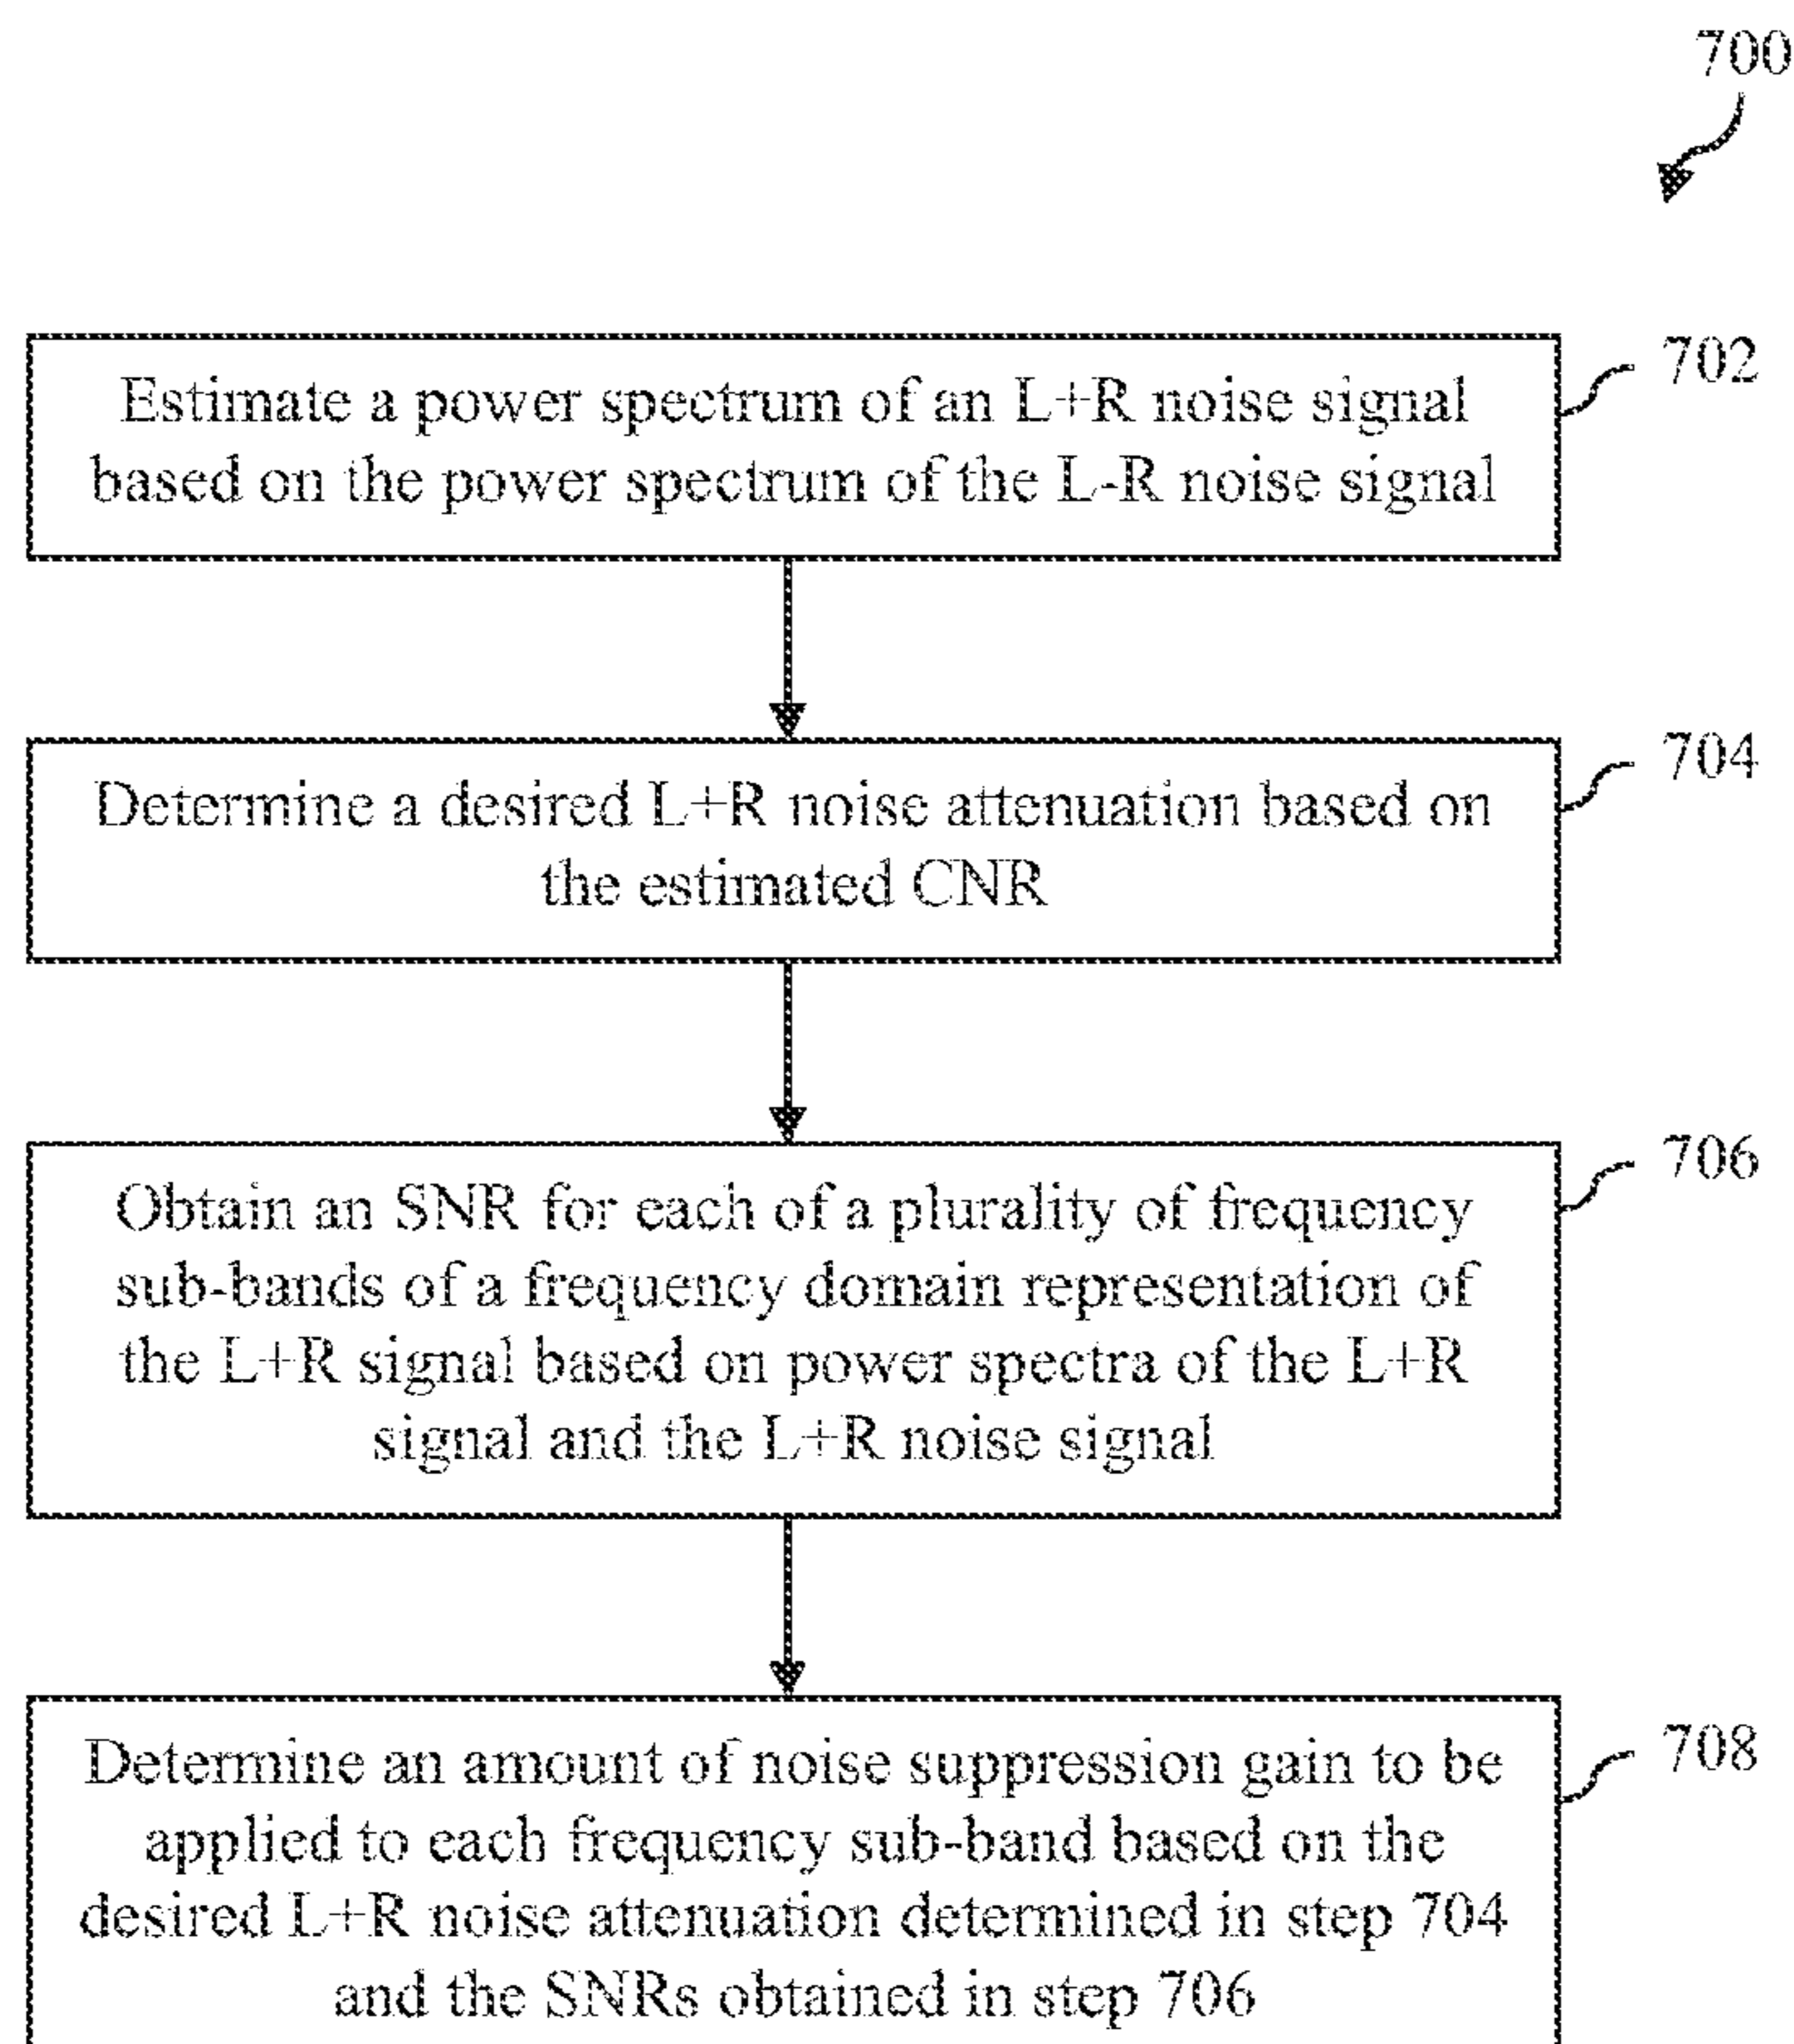 700
Estimate a power spectrum of an L+R noise signal
based on the power spectrum of the L-R noise signal
702
Determine a desired L+R noise attenuation based on
the estimated CNR
704
Obtain an SNR for each of a plurality of frequency
sub-bands of a frequency domain representation of
the L+R signal based on power spectra of the L+R
signal and the L+R noise signal
706
Determine an amount of noise suppression gain to be
applied to each frequency sub-band based on the
desired L+R noise attenuation determined in step 704
and the SNRs obtained in step 706
708